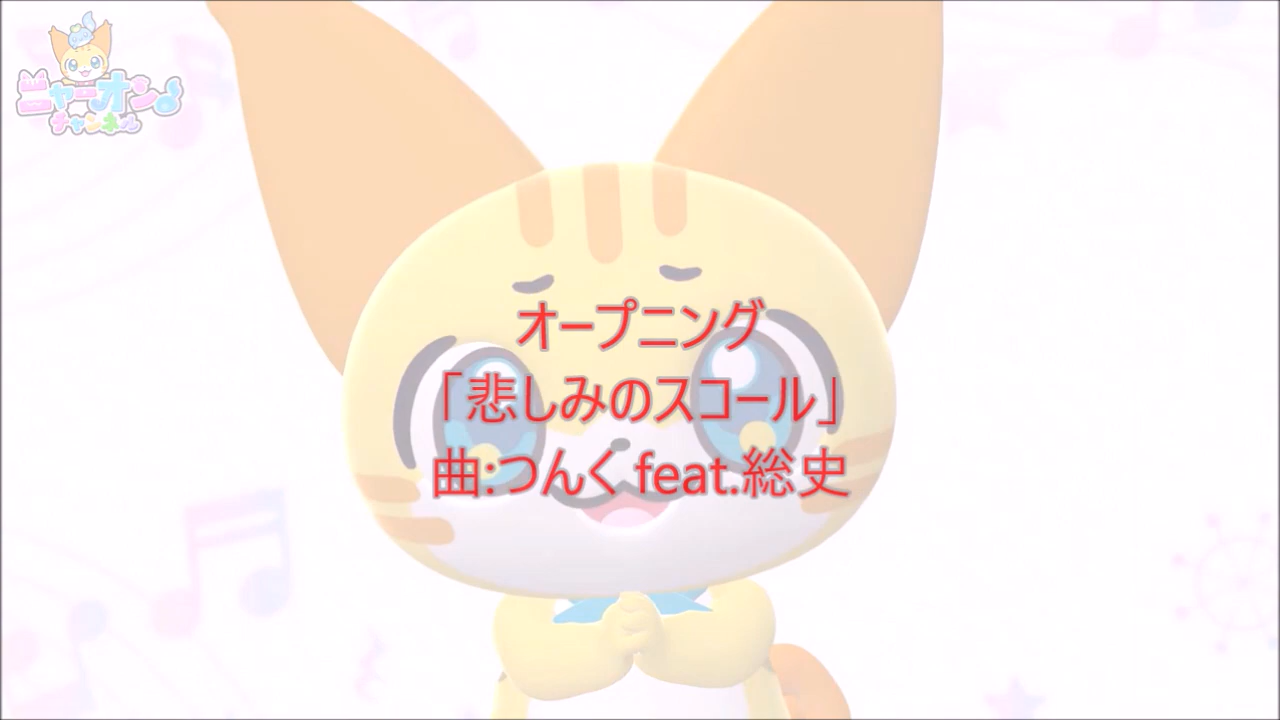 ニャーオン♪
チャンネル
オープニング
「悲しみのスコール」
曲:つんく feat.総史